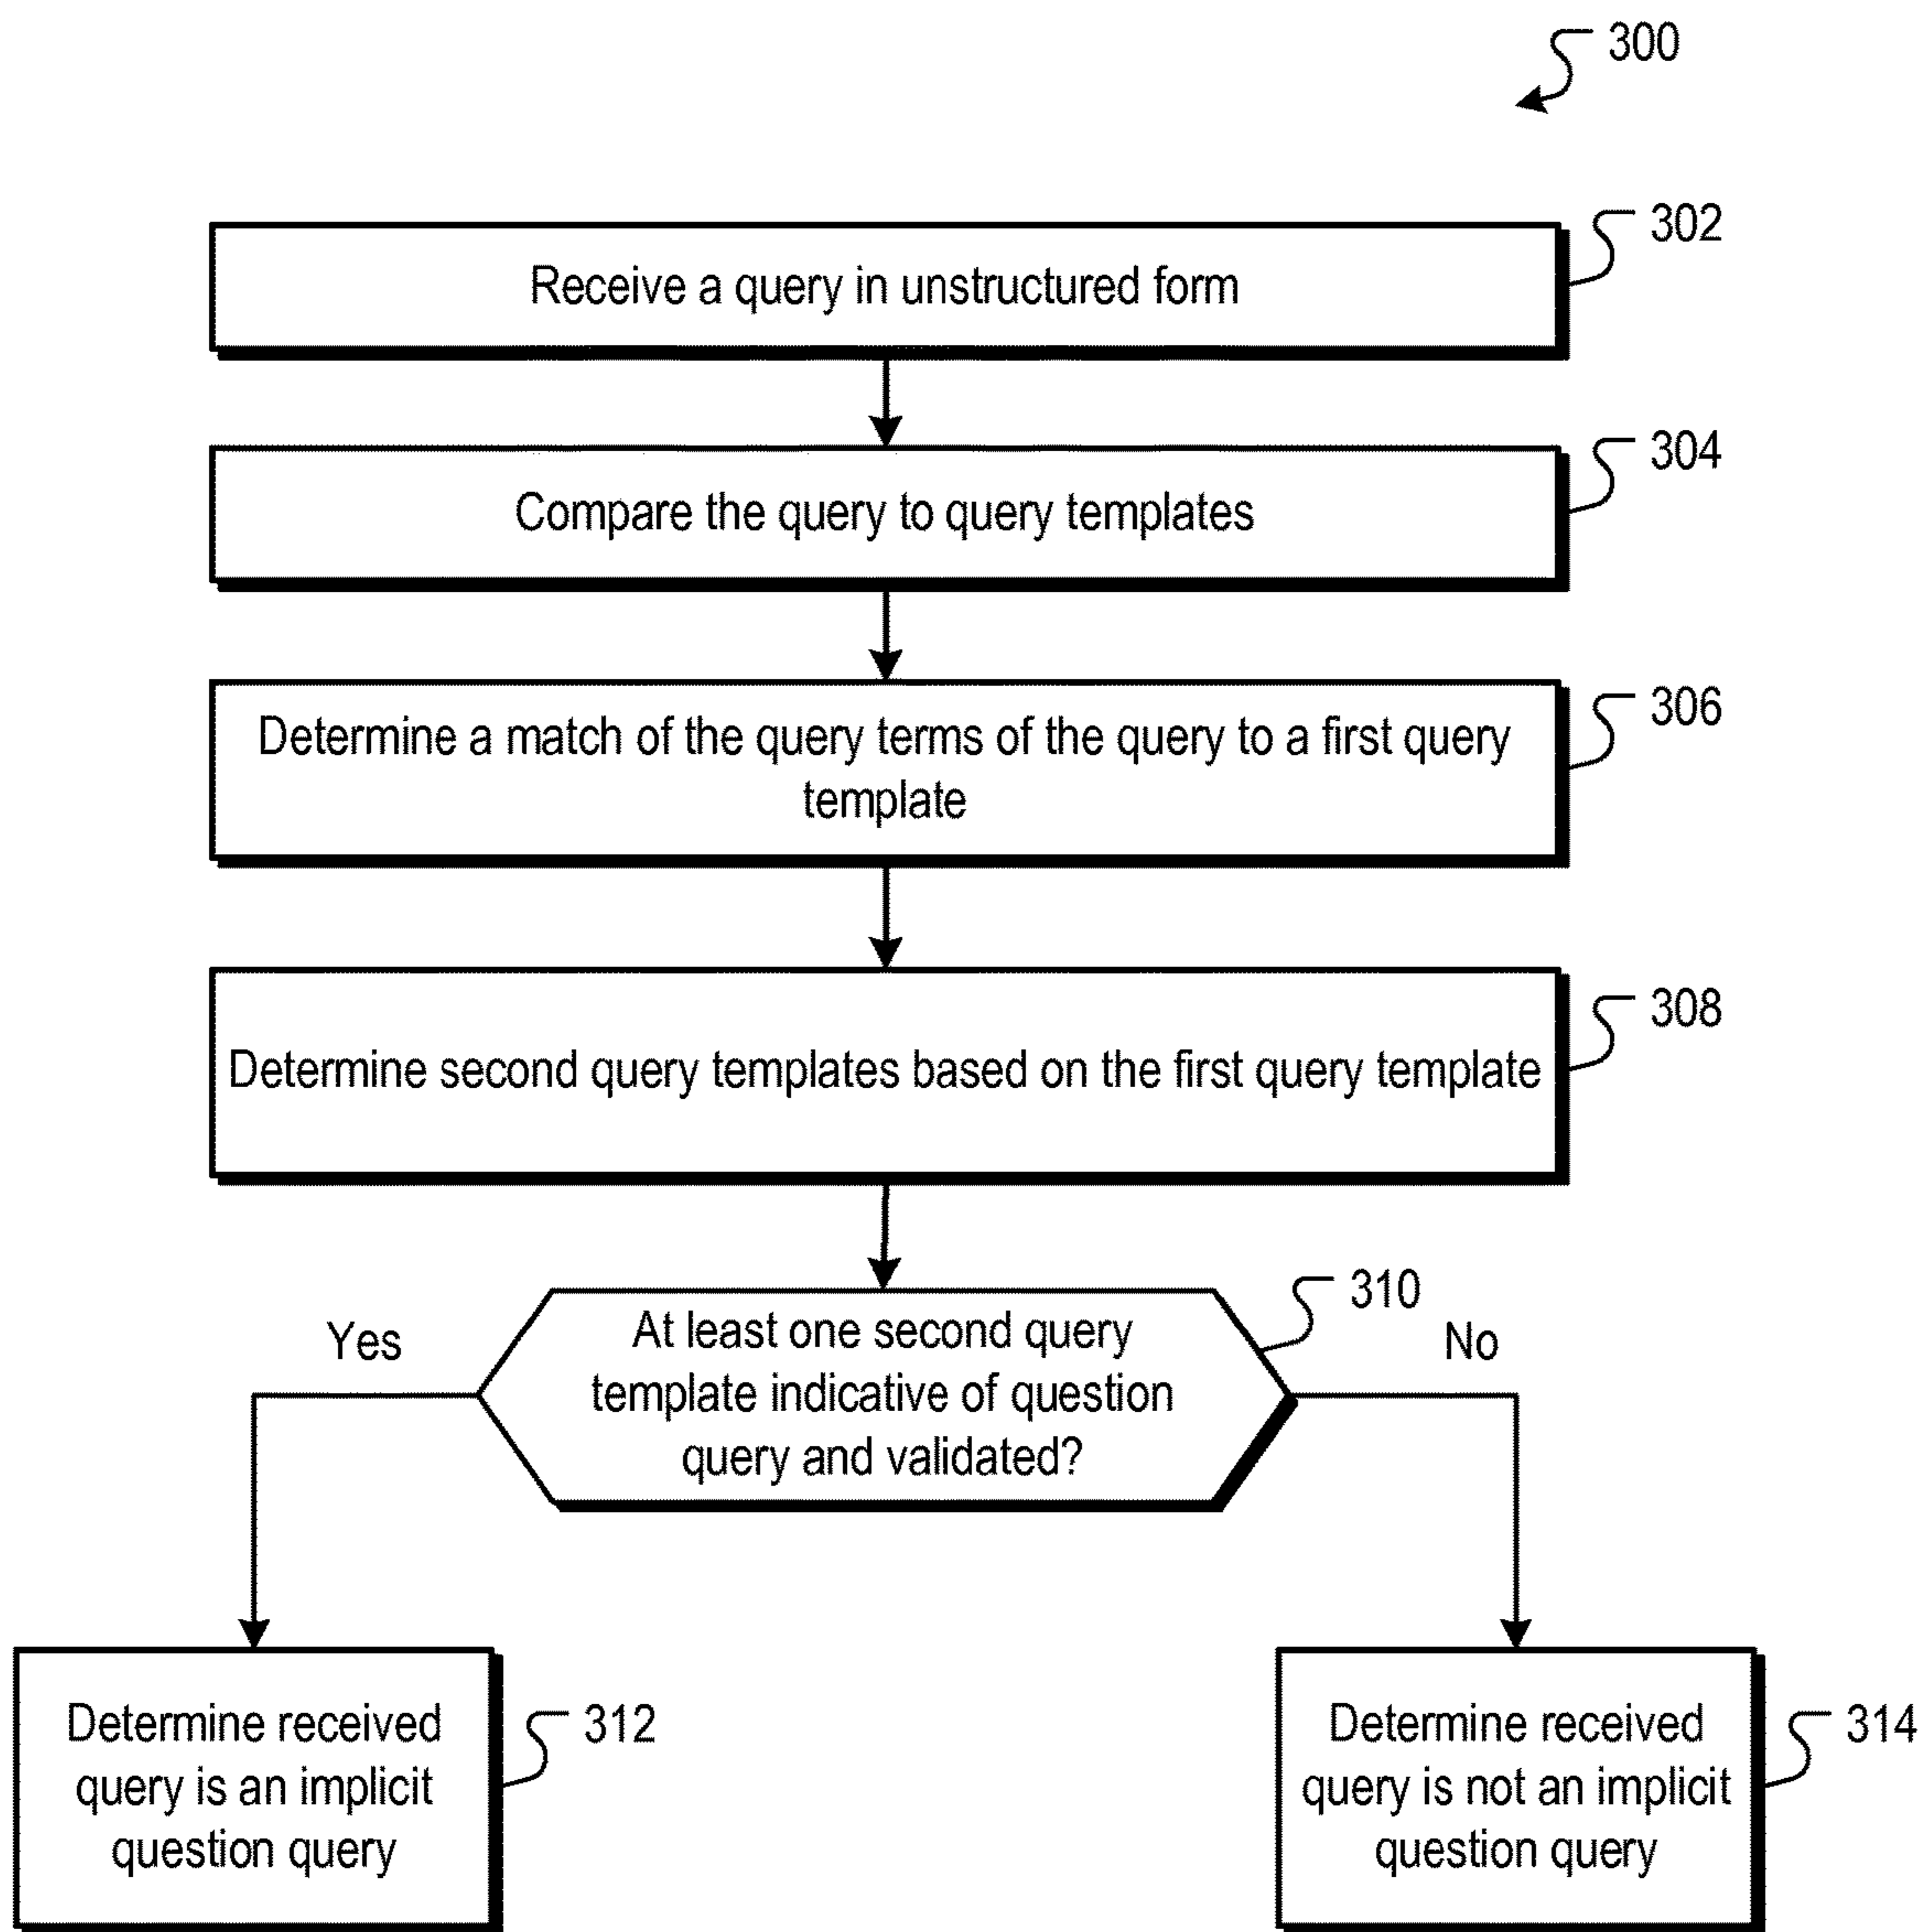 300
302
Receive a query in unstructured form
304
Compare the query to query templates
306
Determine a match of the query terms of the query to a first query
template
308
Determine second query templates based on the first query template
310
Yes
No
At least one second query
template indicative of question
query and validated?
Determine received
query is an implicit
question query
312
Determine received
query is not an implicit
question query
314